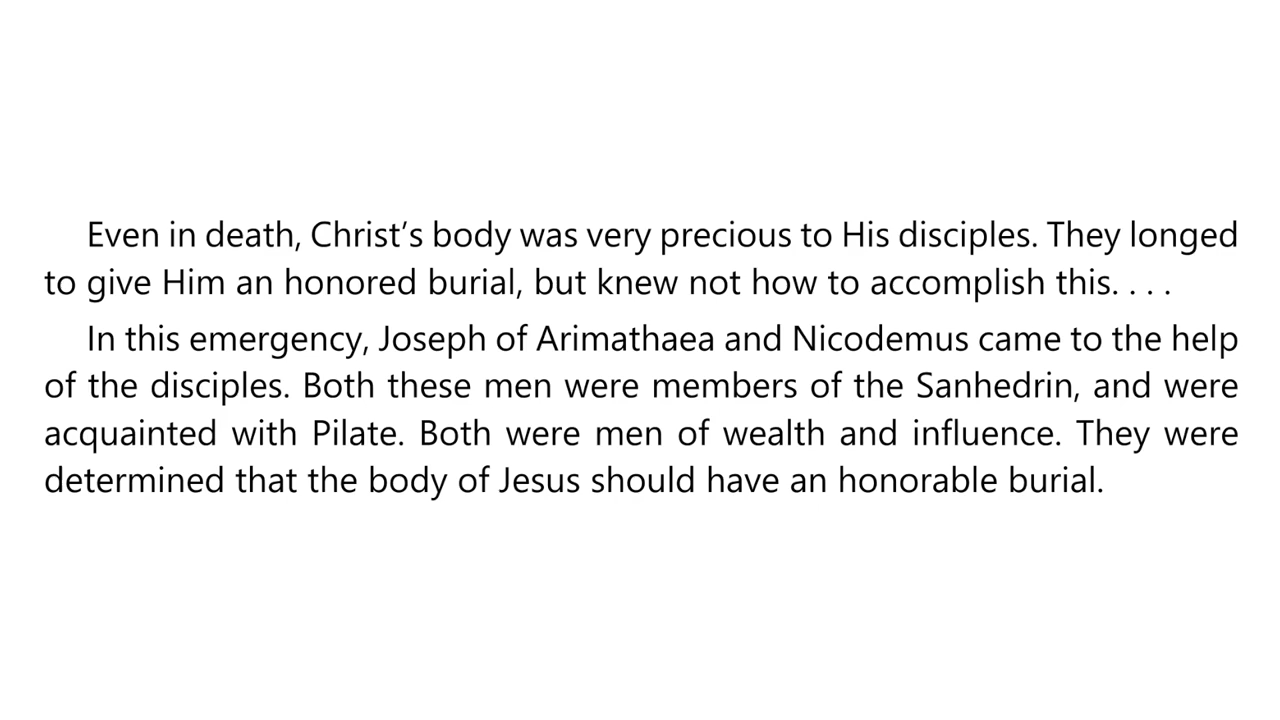 Even in death, Christ’s body was very precious to His disciples. They longed
to give Him an honored burial, but knew not how to accomplish this. . . .
In this emergency, Joseph of Arimathaea and Nicodemus came to the help
of the disciples. Both these men were members of the Sanhedrin, and were
acquainted with Pilate. Both were men of wealth and influence. They were
determined that the body of Jesus should have an honorable burial.